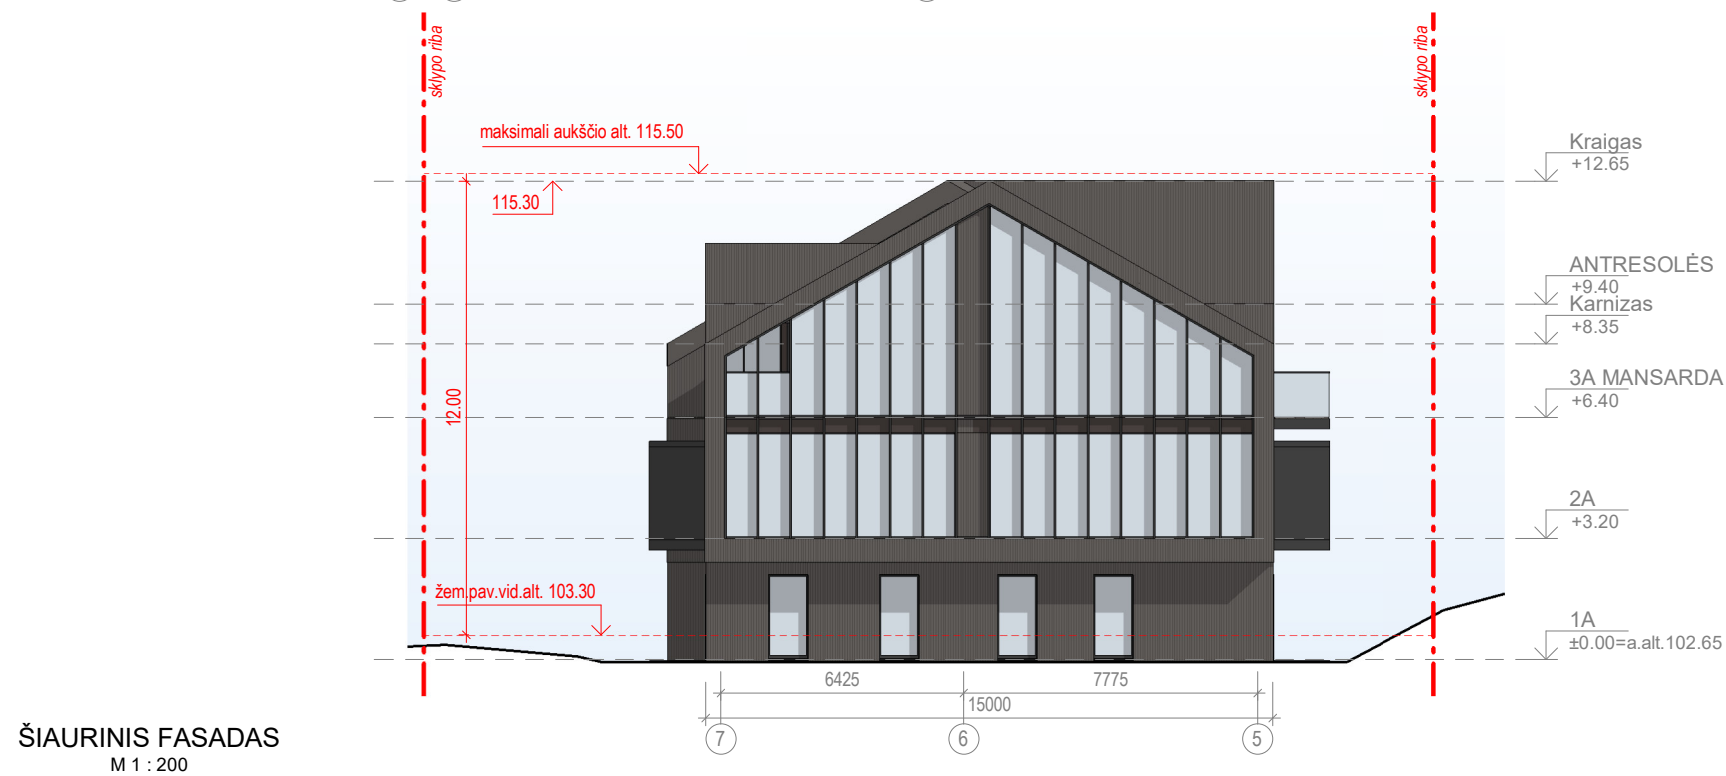 sklypo riba
sklypo riba
maksimali aukščio alt. 115.50
115.30
12.00
žem.pav.vid.alt. 103.30
Kraigas
+12.65
ANTRESOLĖS
+9.40
Karnizas
+8.35
3A MANSARDA
+6.40
2A
+3.20
1A
±0.00=a.alt.102.65
6425
7775
15000
7
6
5
ŠIAURINIS FASADAS
M 1 : 200